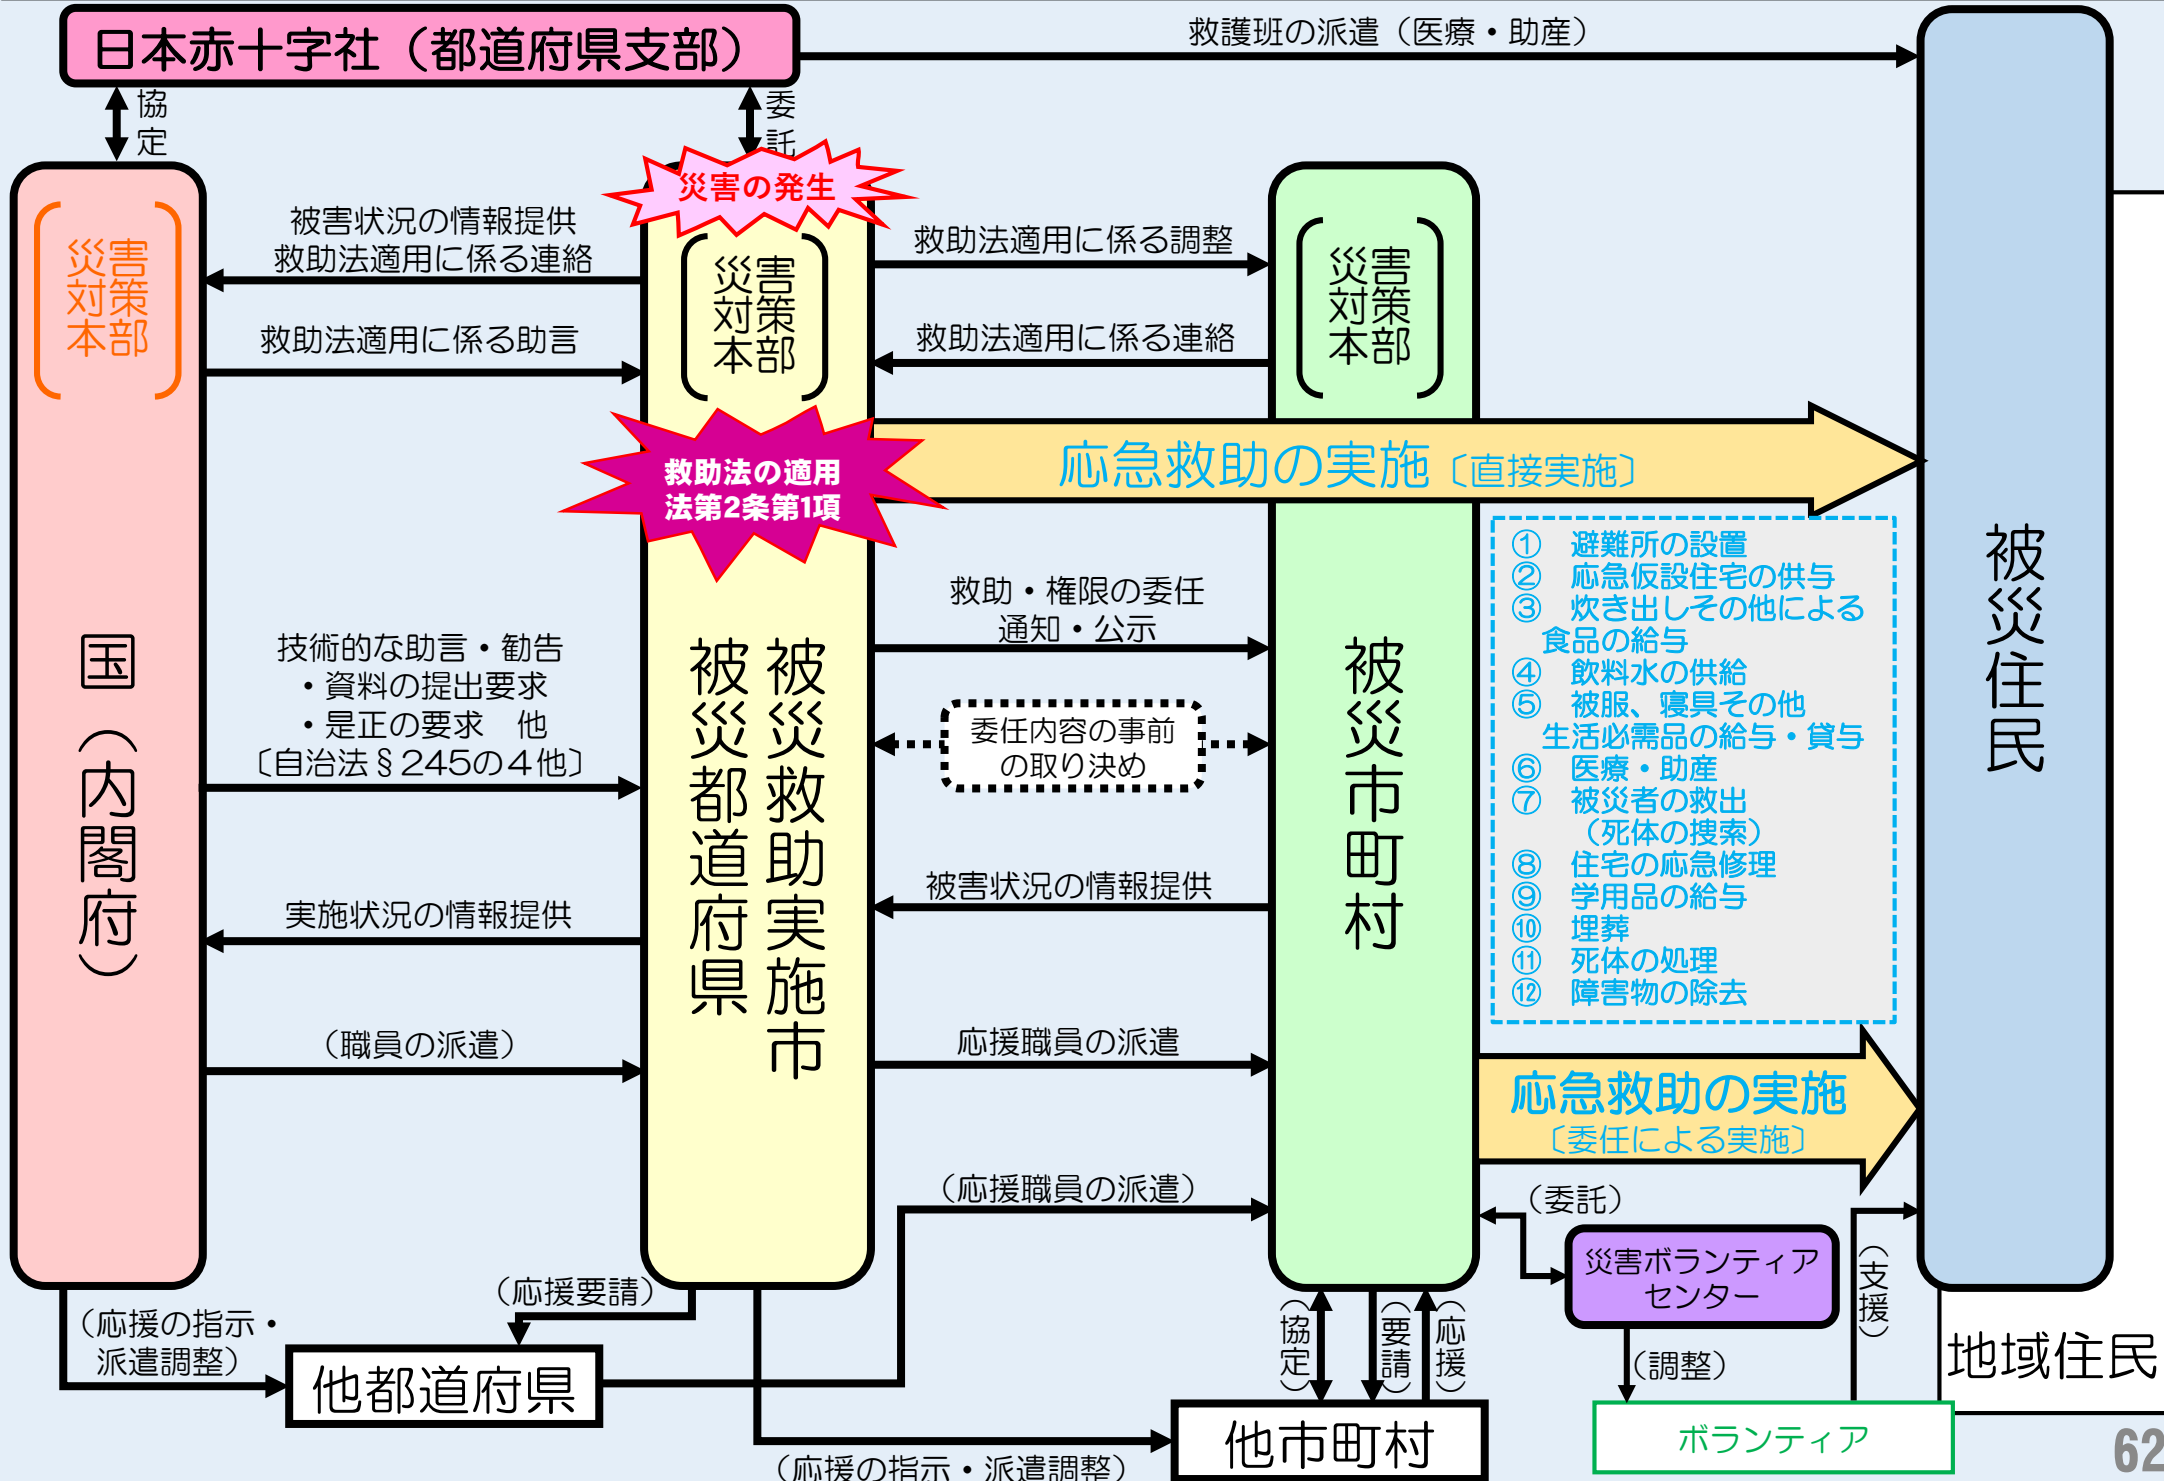 日本赤十字社（都道府県支部）
救護班の派遣（医療・助産）
協定
委託
災害の発生
災害
対策
本部
被害状況の情報提供
救助法適用に係る連絡
救助法適用に係る助言
災害
対策
本部
救助法適用に係る調整
救助法適用に係る連絡
災害
対策
本部
救助法の適用
法第2条第1項
応急救助の実施〔直接実施〕
①　避難所の設置
②　応急仮設住宅の供与
③　炊き出しその他による
食品の給与
④　飲料水の供給
⑤　被服、寝具その他
生活必需品の給与・貸与
⑥　医療・助産
⑦　被災者の救出
（死体の捜索）
⑧　住宅の応急修理
⑨　学用品の給与
⑩　埋葬
⑪　死体の処理
⑫　障害物の除去
国（内閣府）
技術的な助言・勧告
・資料の提出要求
・是正の要求　他
〔自治法§245の４他〕
実施状況の情報提供
（職員の派遣）
被災救助実施市
被災都道府県
救助・権限の委任
通知・公示
委任内容の事前
の取り決め
被害状況の情報提供
応援職員の派遣
（応援職員の派遣）
被災市町村
被災住民
応急救助の実施
〔委任による実施〕
（委託）
災害ボランティア
センター
（支援）
（調整）
ボランティア
地域住民
（応援要請）
（応援の指示・
派遣調整）
他都道府県
（協定）
（要請）
（応援）
他市町村
（応援の指示・派遣調整）
62